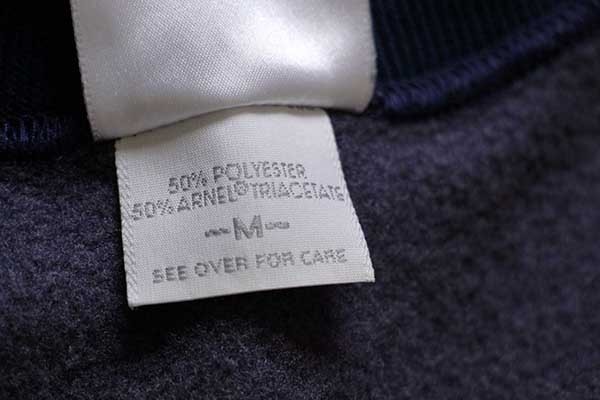 50% POLYESTER
50% ARNEL® TRIACETATE
~M~
SEE OVER FOR CARE